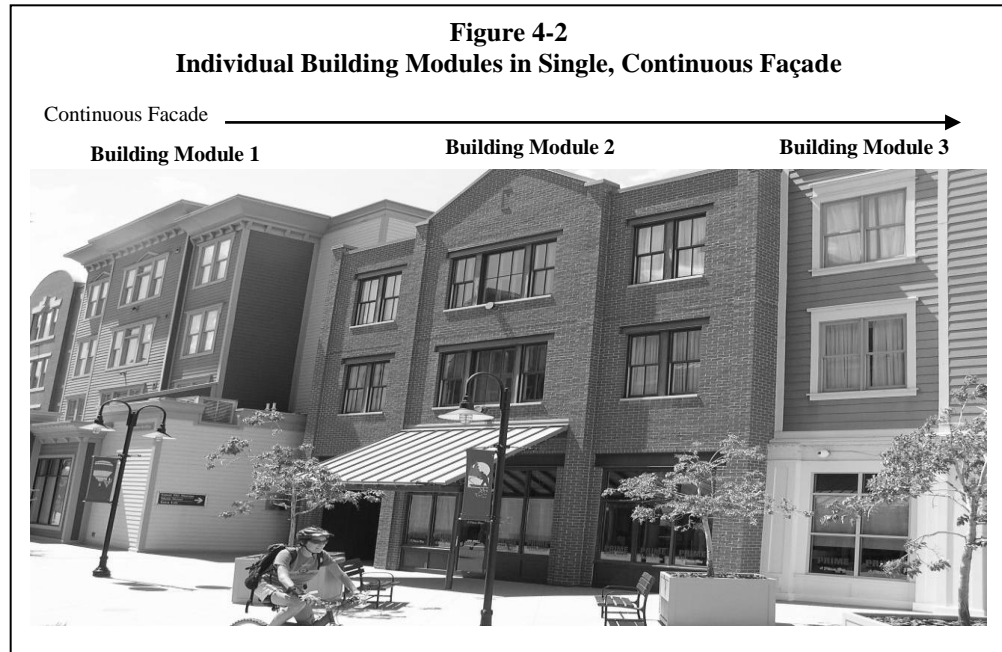 Figure 4-2
Individual Building Modules in Single, Continuous Façade
Continuous Facade
Building Module 1
Building Module 2
Building Module 3
PRIME